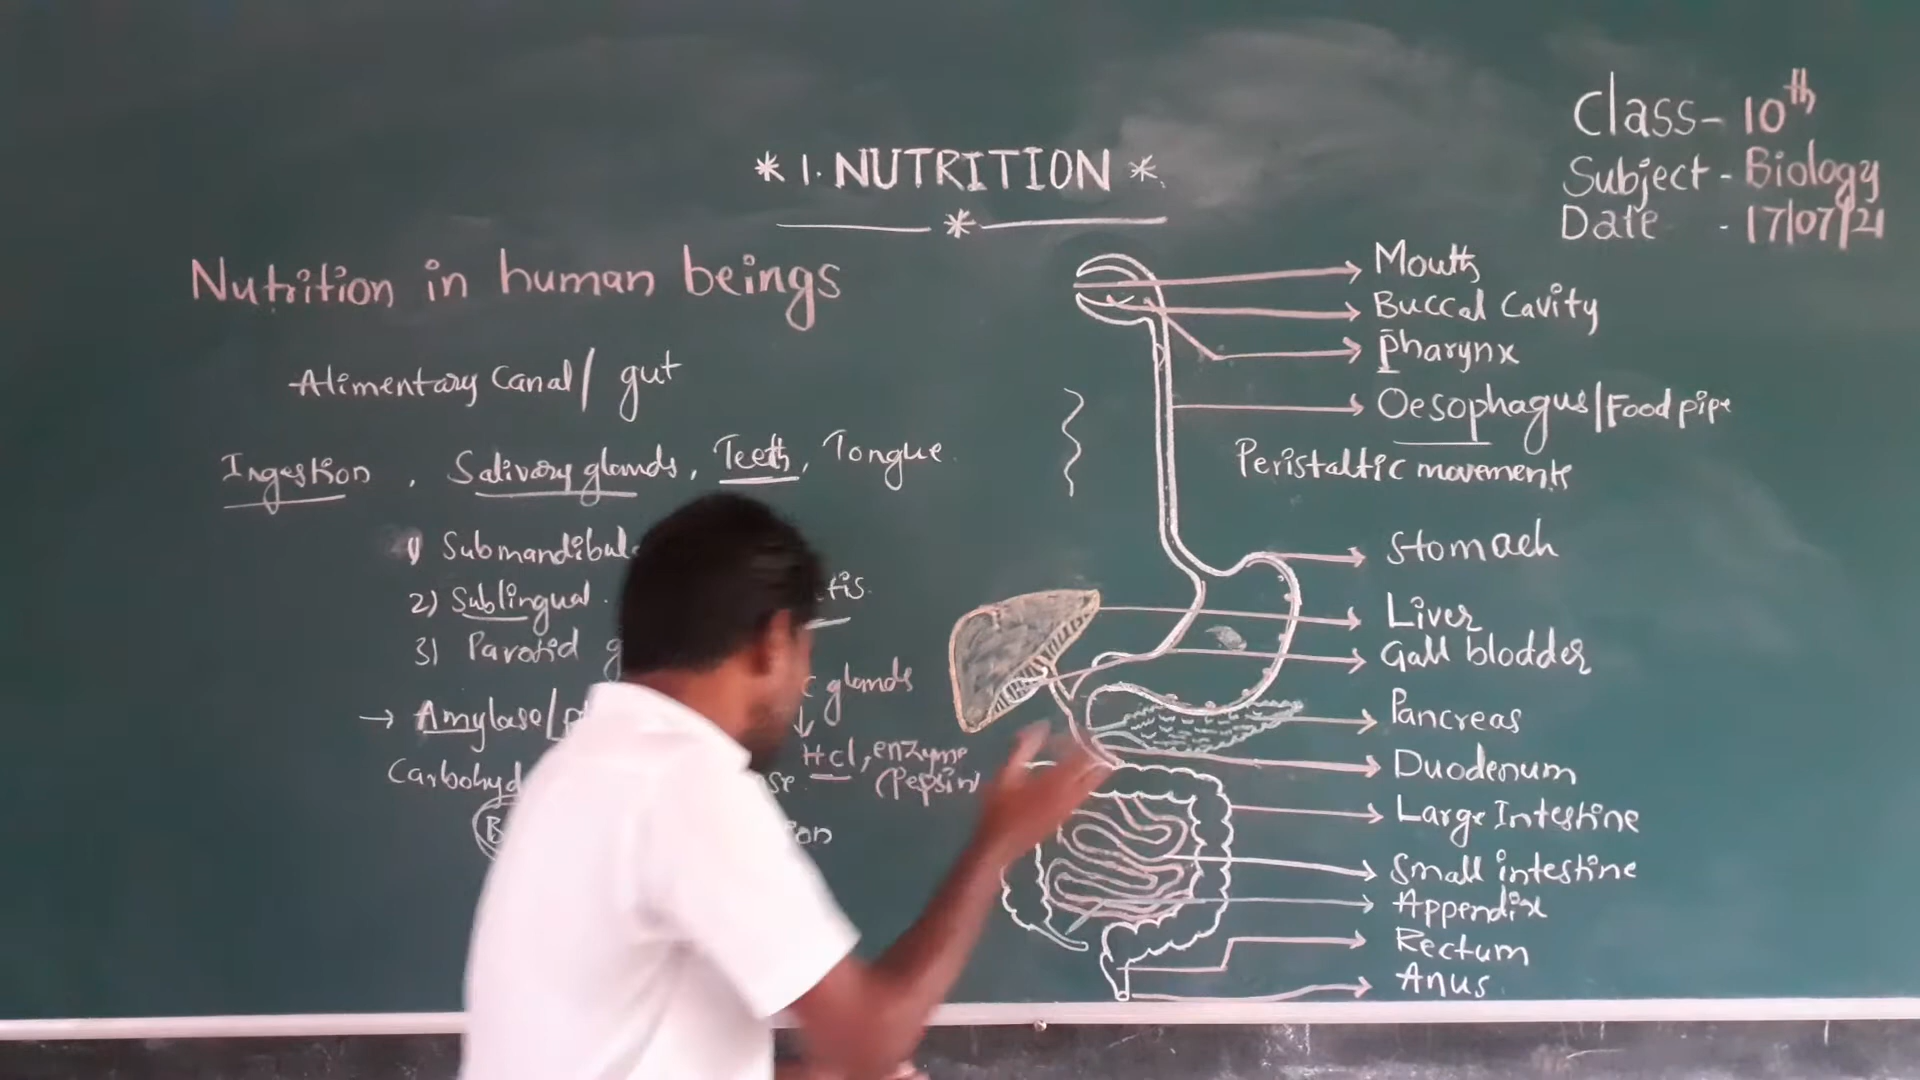 Class- 10th
Subject - Biology
Date - 17/07/21
* 1. NUTRITION *
*
Nutrition in human beings
Alimentary Canal/ gut
Ingestion , Salivary glands, Teeth, Tongue.
1) Submandibul
2) Sublingual.
3) Parotid g
tis.
c glands
→ Amylase/
↓
Hcl, enzyme
(Pepsin
Carbohyd
se.
on
Mouth
Buccal Cavity
Pharynx
Oesophagus/Food pipe
Peristaltic movements
Stomach
Liver
Gall bladder
Pancreas
Duodenum
Large Intestine
Small intestine
Appendix
Rectum
Anus.